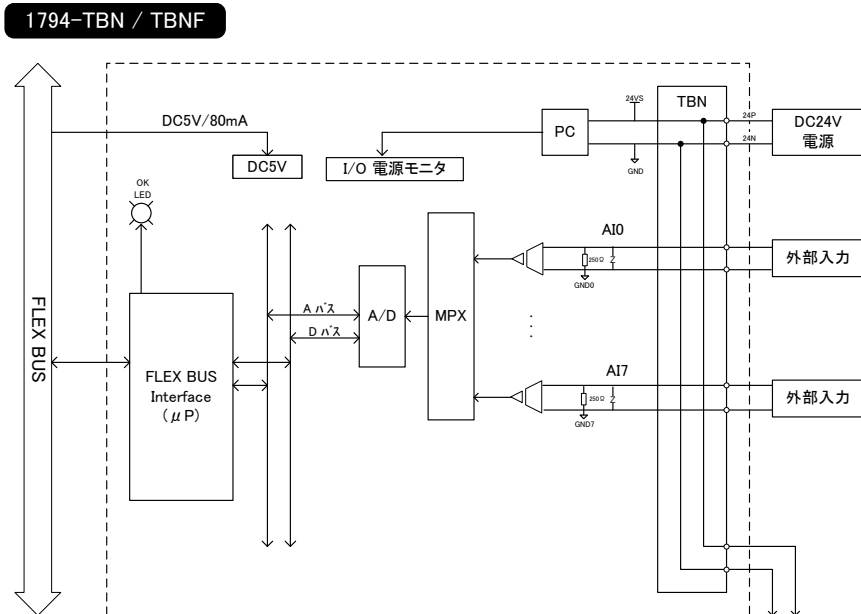 1794-TBN / TBNF
DC5V/80mA
DC5V
I/O 電源モニタ
PC
24VS
GND
TBN
24P
24N
DC24V
電源
OK
LED
FLEX BUS
FLEX BUS
Interface
(μP)
A バス
D バス
A/D
MPX
AI0
250Ω
GND0
外部入力
AI7
250Ω
GND7
外部入力